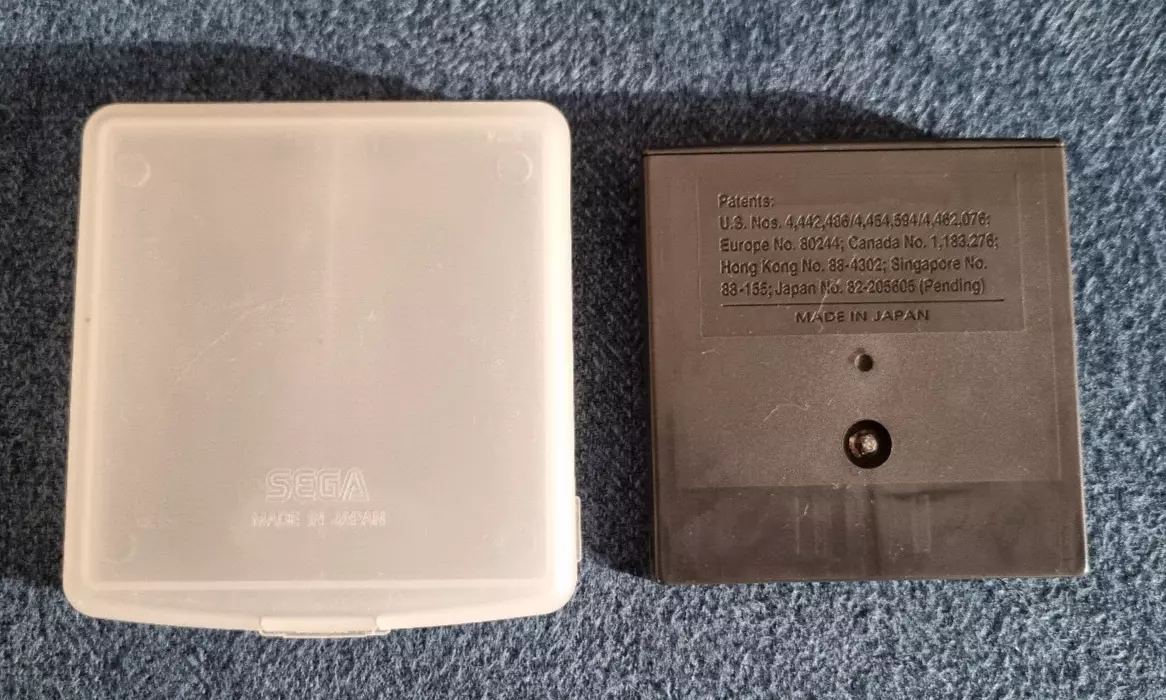 SEGA
MADE IN JAPAN
Patents:
U.S. Nos. 4,442,486/4,454,594/4,462,076;
Europe No. 80244; Canada No. 1,183,276;
Hong Kong No. 88-4302; Singapore No.
88-155; Japan No. 82-205605 (Pending)
MADE IN JAPAN